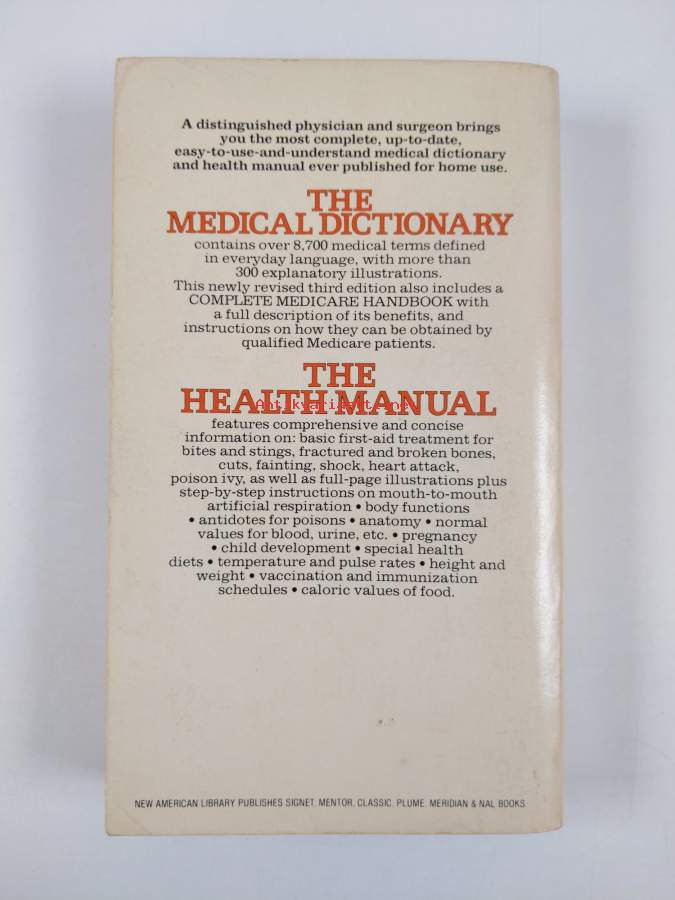 A distinguished physician and surgeon brings
you the most complete, up-to-date,
easy-to-use-and-understand medical dictionary
and health manual ever published for home use.
THE
MEDICAL DICTIONARY
contains over 8,700 medical terms defined
in everyday language, with more than
300 explanatory illustrations.
This newly revised third edition also includes a
COMPLETE MEDICARE HANDBOOK with
a full description of its benefits, and
instructions on how they can be obtained by
qualified Medicare patients.
THE
HEALTH MANUAL
Antikvariaatti.net
features comprehensive and concise
information on: basic first-aid treatment for
bites and stings, fractured and broken bones,
cuts, fainting, shock, heart attack,
poison ivy, as well as full-page illustrations plus
step-by-step instructions on mouth-to-mouth
artificial respiration • body functions
• antidotes for poisons • anatomy • normal
values for blood, urine, etc. • pregnancy
• child development • special health
diets • temperature and pulse rates • height and
weight • vaccination and immunization
schedules • caloric values of food.
NEW AMERICAN LIBRARY PUBLISHES SIGNET, MENTOR, CLASSIC, PLUME, MERIDIAN & NAL BOOKS